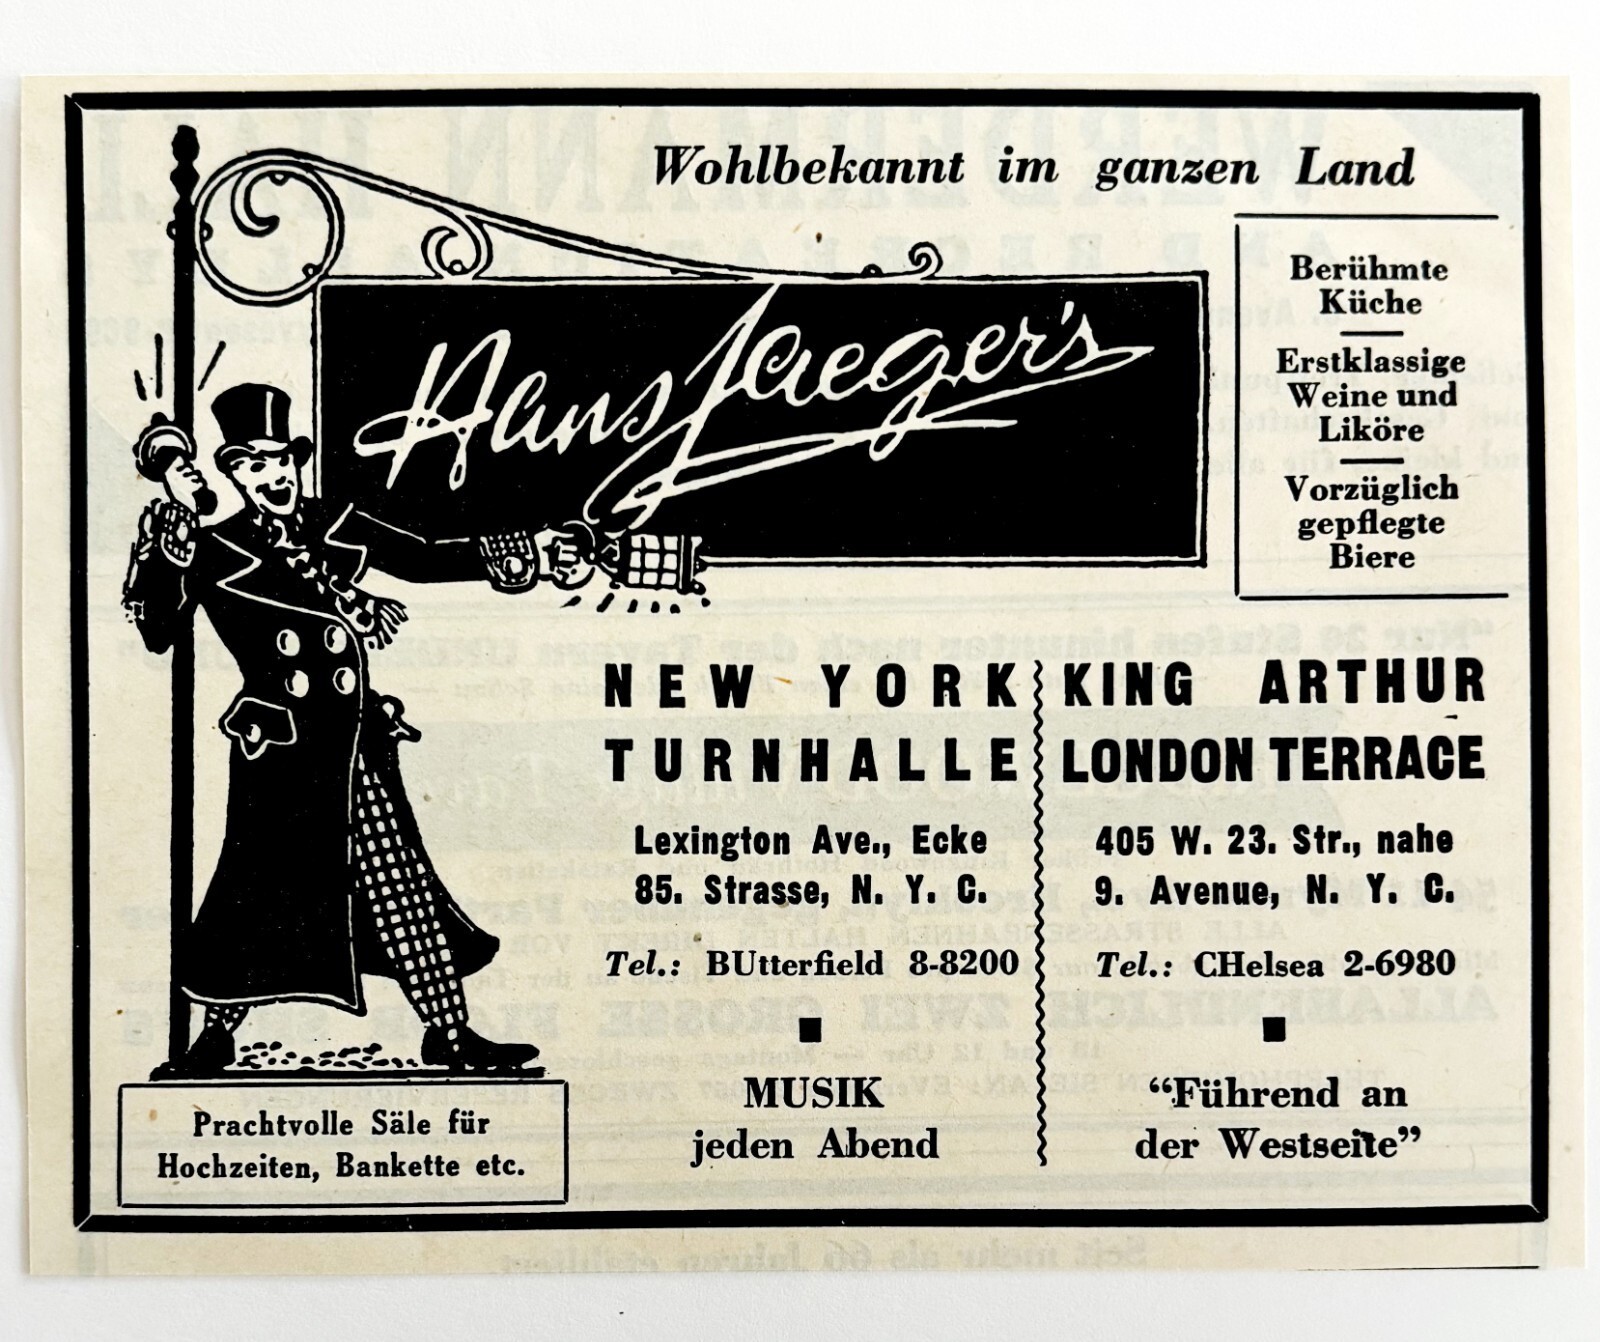 Wohlbekannt im ganzen Land
Hans Jaeger's
Berühmte
Küche
Erstklassige
Weine und
Liköre
Vorzüglich
gepflegte
Biere
NEW YORK
TURNHALLE
Lexington Ave., Ecke
85. Strasse, N. Y. C.
Tel.: BUtterfield 8-8200
MUSIK
jeden Abend
KING ARTHUR
LONDON TERRACE
405 W. 23. Str., nahe
9. Avenue, N. Y. C.
Tel.: CHelsea 2-6980
“Führend an
der Westseite”
Prachtvolle Säle für
Hochzeiten, Bankette etc.